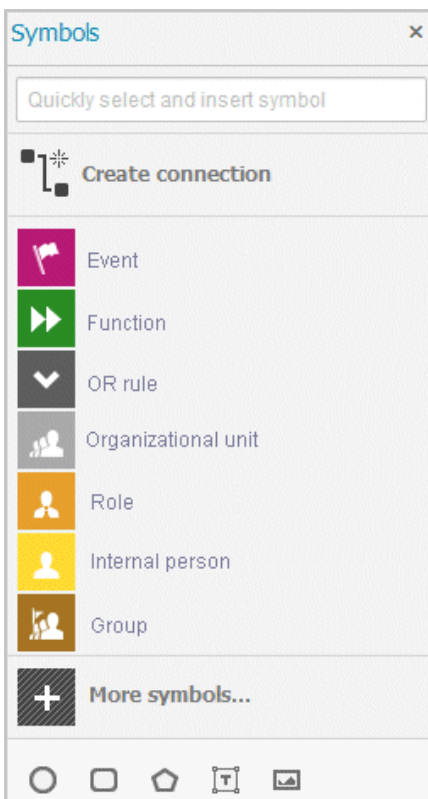 Symbols
Quickly select and insert symbol
Create connection
Event
Function
OR rule
Organizational unit
Role
Internal person
Group
More symbols...
T